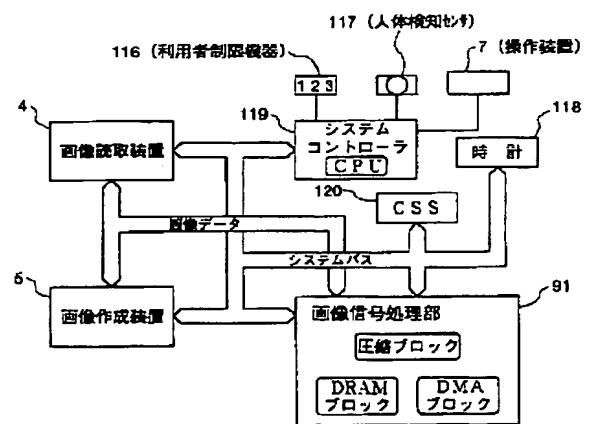 117 (人体検知センサ)
116 (利用者制限機器)
7 (操作装置)
1 2 3
4
119
118
システム
コントローラ
CPU
画像読取装置
時 計
120
CSS
画像データ
システムバス
5
91
画像作成装置
画像信号処理部
圧縮ブロック
DRAM
ブロック
DMA
ブロック